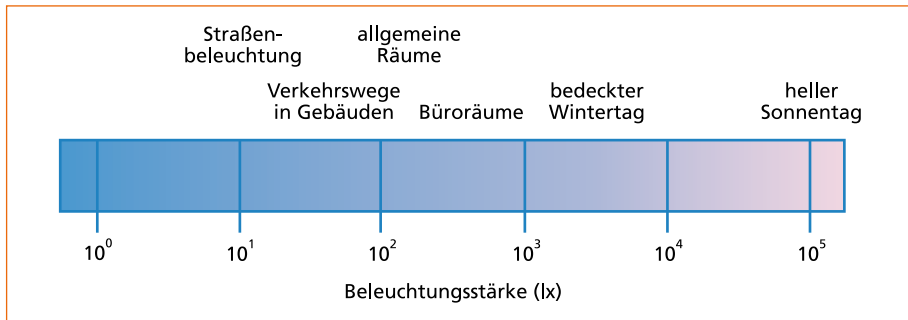 Straßen-
beleuchtung
allgemeine
Räume
Verkehrswege
in Gebäuden
Büroräume
bedeckter
Wintertag
heller
Sonnentag
10⁰
10¹
10²
10³
10⁴
10⁵
Beleuchtungsstärke (lx)